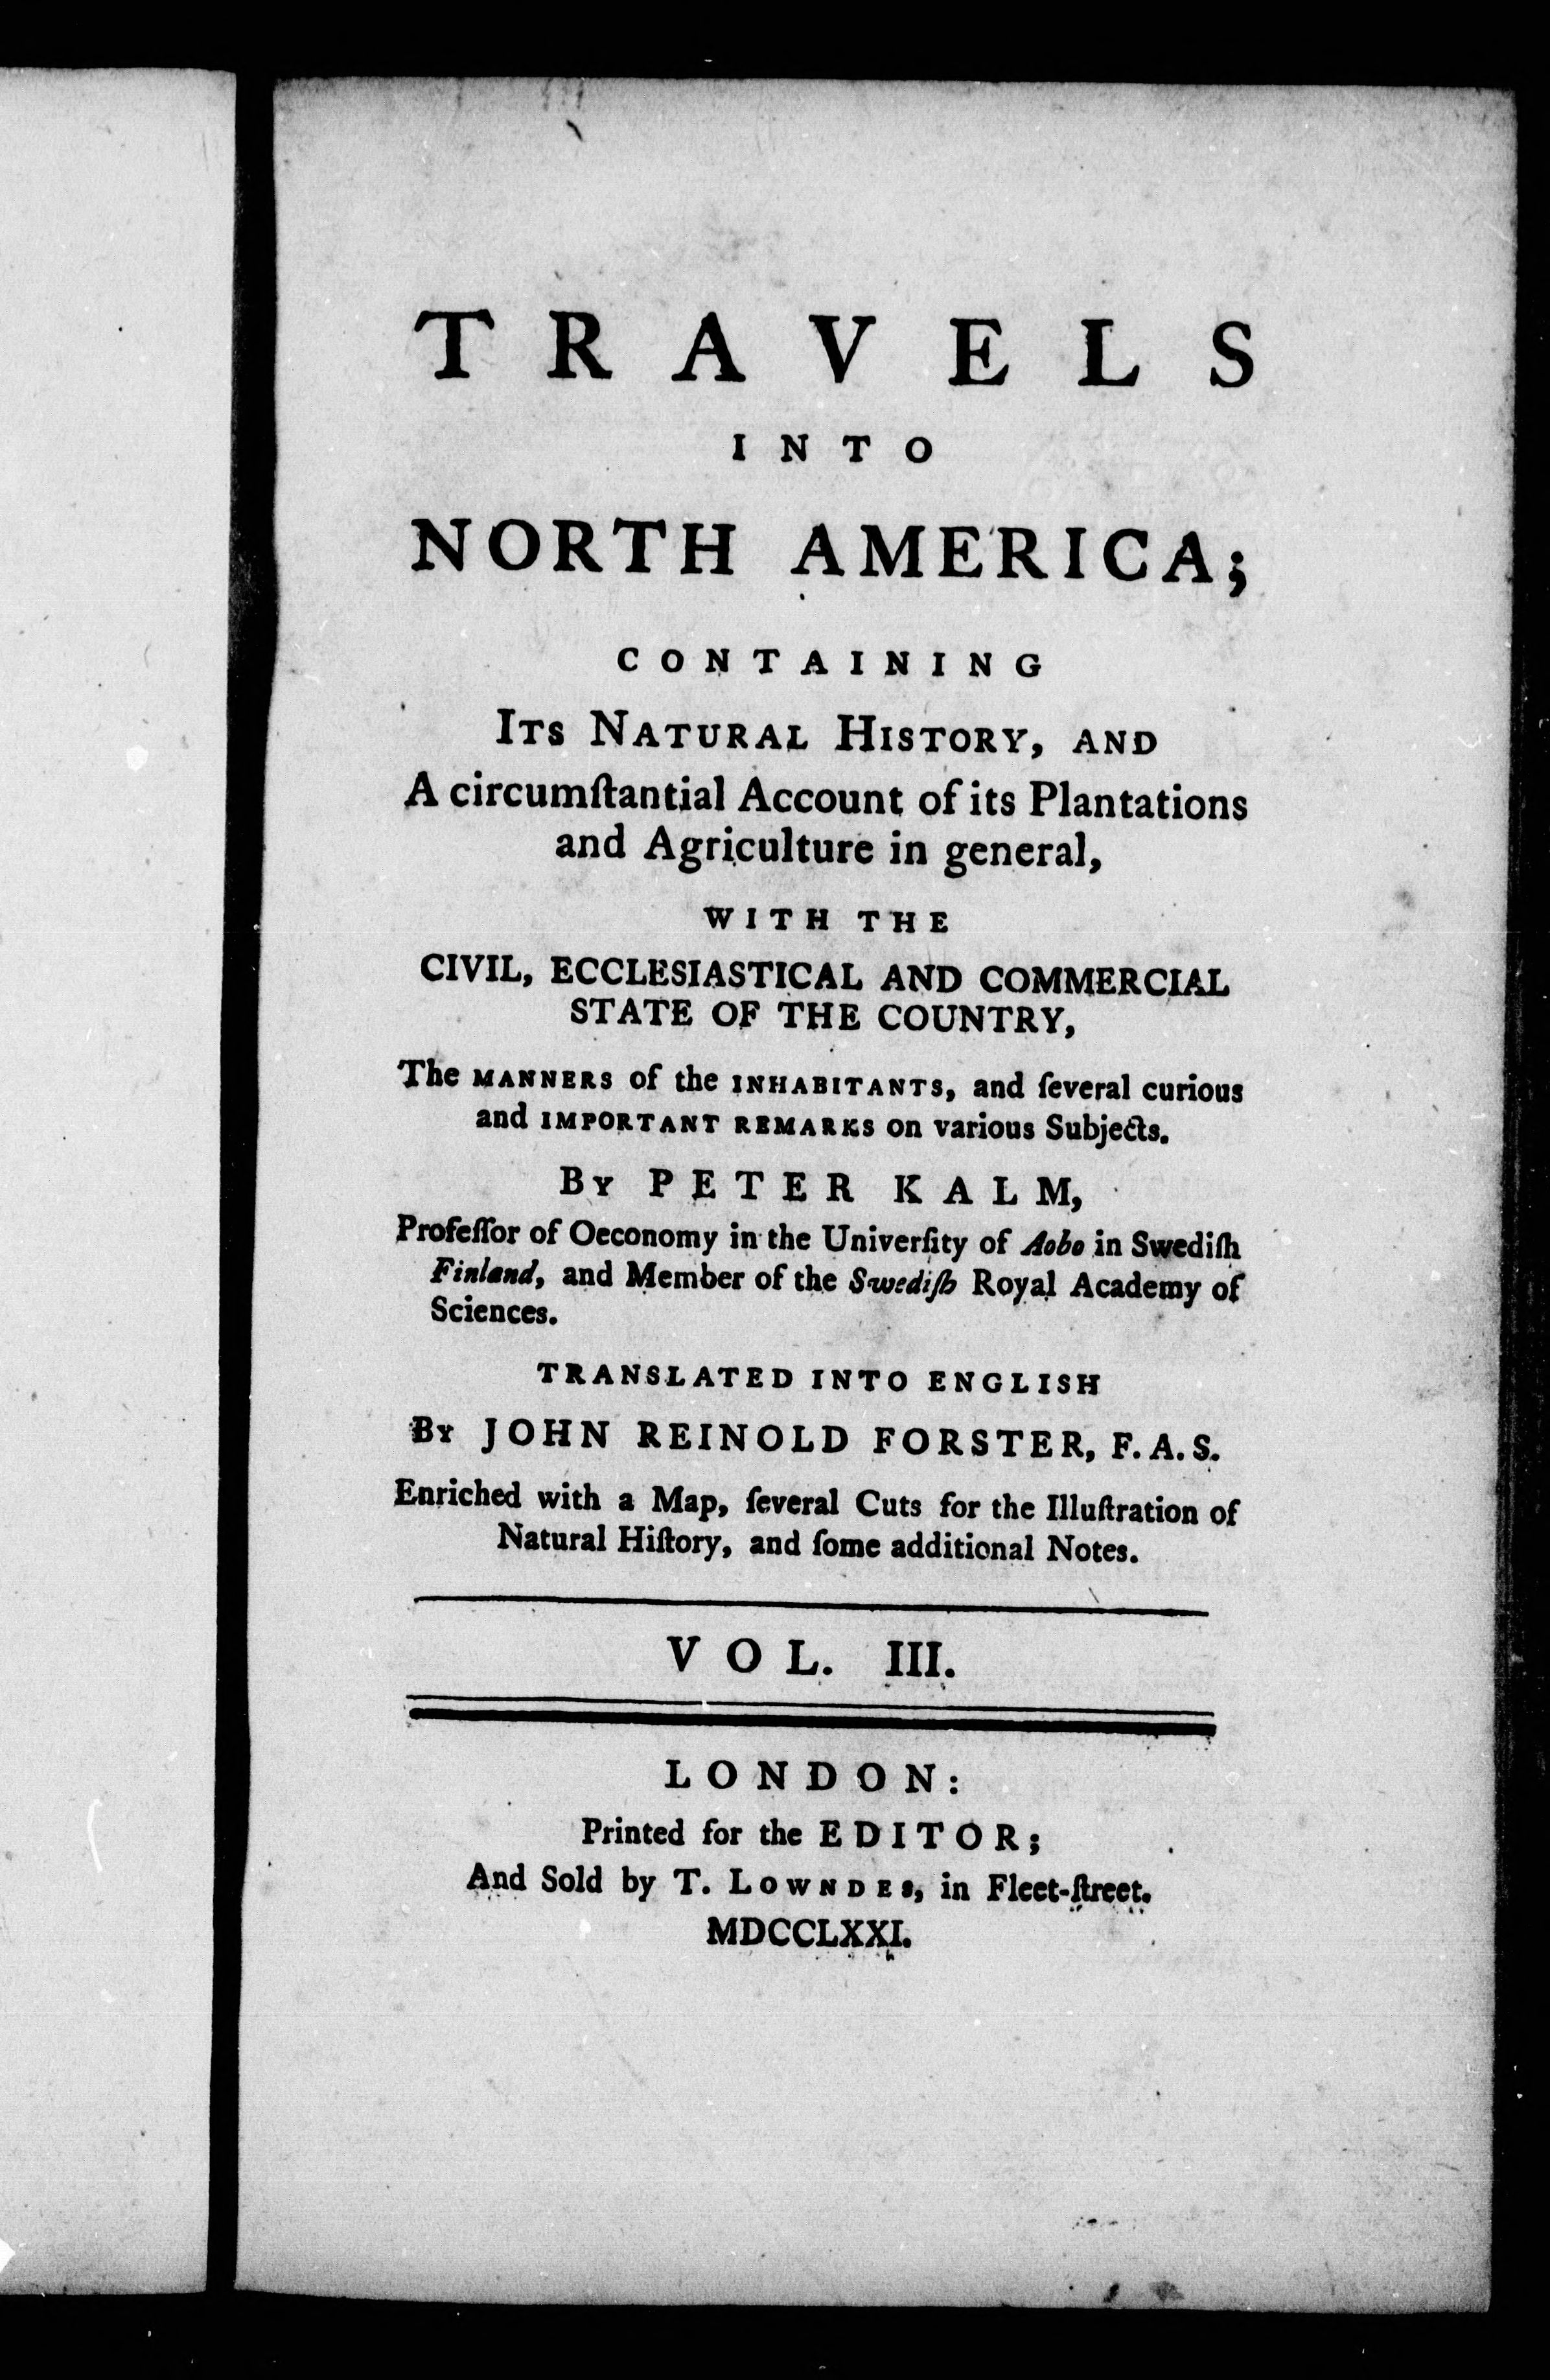 TRAVELS
INTO
NORTH AMERICA;
CONTAINING
ITS NATURAL HISTORY, AND
A circumſtantial Account of its Plantations
and Agriculture in general,
WITH THE
CIVIL, ECCLESIASTICAL AND COMMERCIAL
STATE OF THE COUNTRY,
The MANNERS of the INHABITANTS, and ſeveral curious
and IMPORTANT REMARKS on various Subjects.
BY PETER KALM,
Profeſſor of Oeconomy in the Univerſity of Aobo in Swediſh
Finland, and Member of the Swediſh Royal Academy of
Sciences.
TRANSLATED INTO ENGLISH
BY JOHN REINOLD FORSTER, F.A.S.
Enriched with a Map, ſeveral Cuts for the Illuſtration of
Natural Hiſtory, and ſome additional Notes.
VOL. III.
LONDON:
Printed for the EDITOR;
And Sold by T. LOWNDES, in Fleet-ſtreet.
MDCCLXXI.